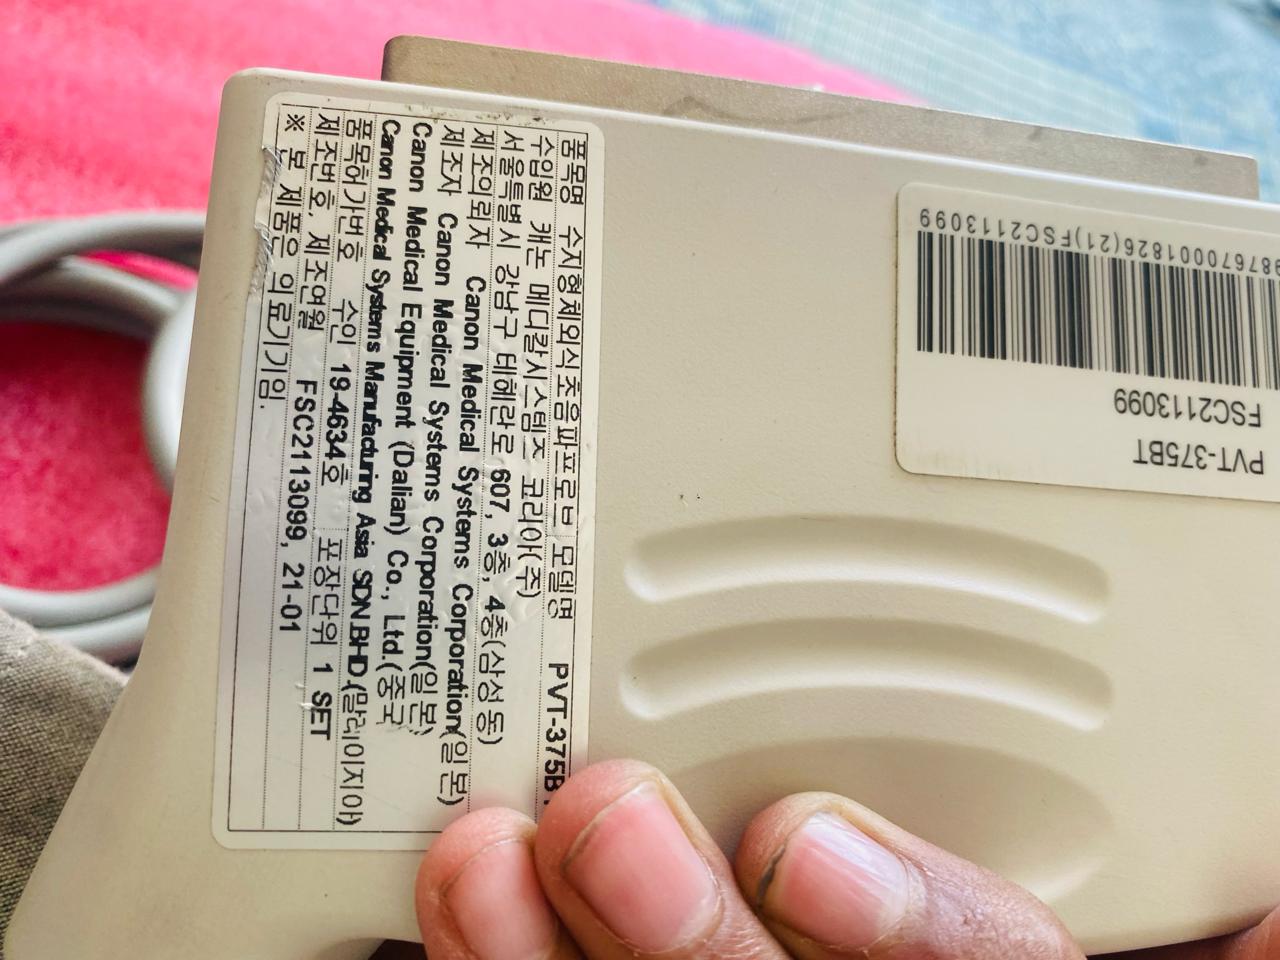 품목명 수지형체외식초음파프로브 모델명 PVT-375B
수입원 캐논 메디칼시스템즈 코리아(주)
서울특별시 강남구 테헤란로 607, 3층, 4층(삼성동)
제조의뢰자 Canon Medical Systems Corporation(일본)
제조자 Canon Medical Systems Corporation(일본)
Canon Medical Equipment (Dalian) Co., Ltd.(중국
Canon Medical Systems Manufacturing Asia SDN.BHD.(말레이지아)
품목허가번호 수인 19-4634호 포장단위 1 SET
제조번호, 제조연월 FSC2113099, 21-01
※ 본 제품은 의료기기임.
PVT-375BT
FSC2113099
987670001826(21)FSC2113099